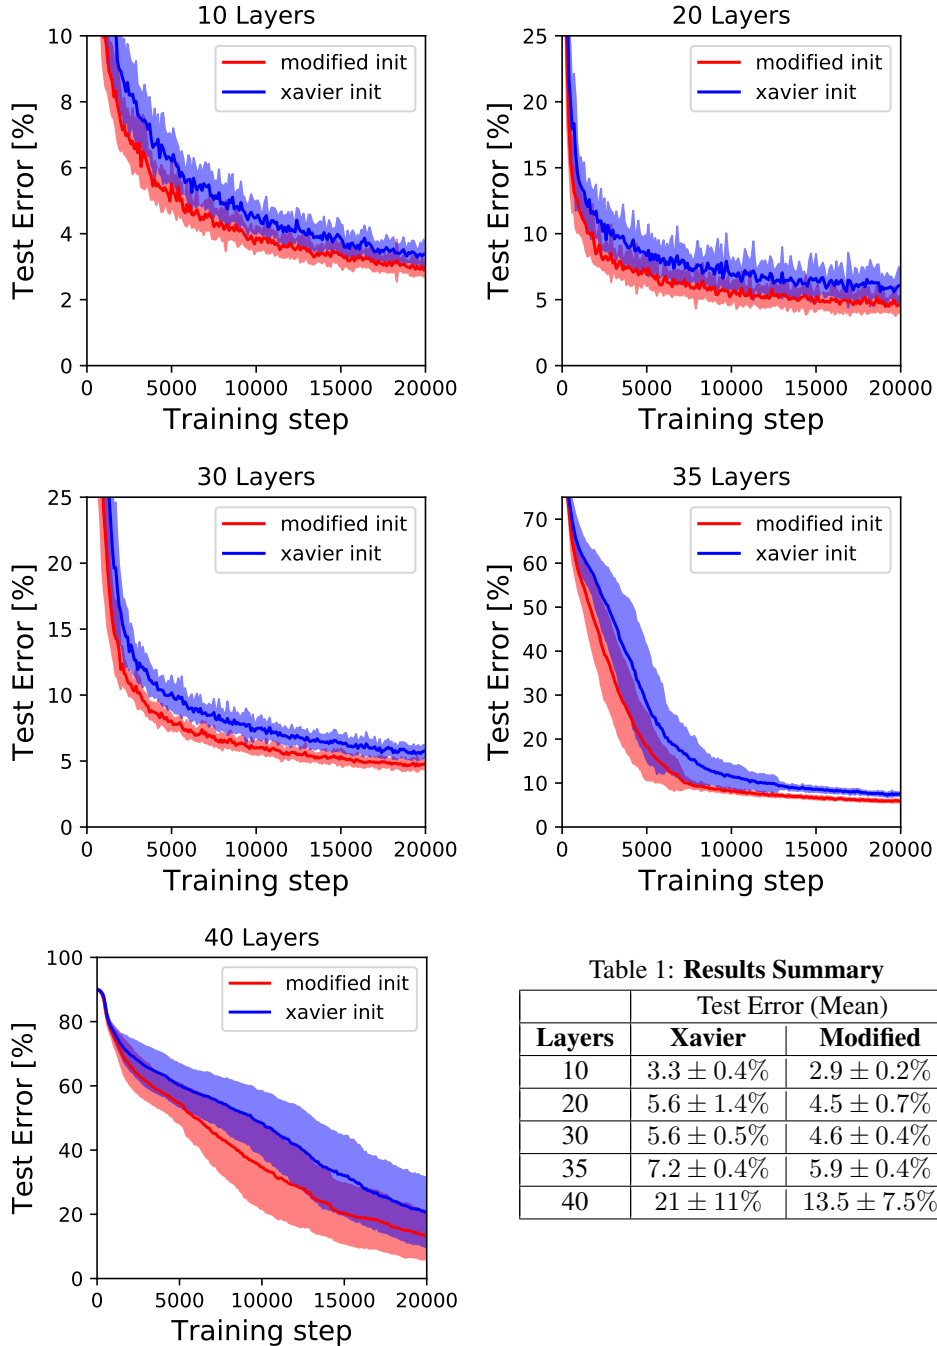 10 Layers
Test Error [%]
10
8
6
4
2
0
modified init
xavier init
0 5000 10000 15000 20000
Training step
20 Layers
Test Error [%]
25
20
15
10
5
0
modified init
xavier init
0 5000 10000 15000 20000
Training step
30 Layers
Test Error [%]
25
20
15
10
5
0
modified init
xavier init
0 5000 10000 15000 20000
Training step
35 Layers
Test Error [%]
70
60
50
40
30
20
10
0
modified init
xavier init
0 5000 10000 15000 20000
Training step
40 Layers
Test Error [%]
100
80
60
40
20
0
modified init
xavier init
0 5000 10000 15000 20000
Training step
Table 1: Results Summary
Test Error (Mean)
Layers Xavier Modified
10 3.3 ± 0.4% 2.9 ± 0.2%
20 5.6 ± 1.4% 4.5 ± 0.7%
30 5.6 ± 0.5% 4.6 ± 0.4%
35 7.2 ± 0.4% 5.9 ± 0.4%
40 21 ± 11% 13.5 ± 7.5%